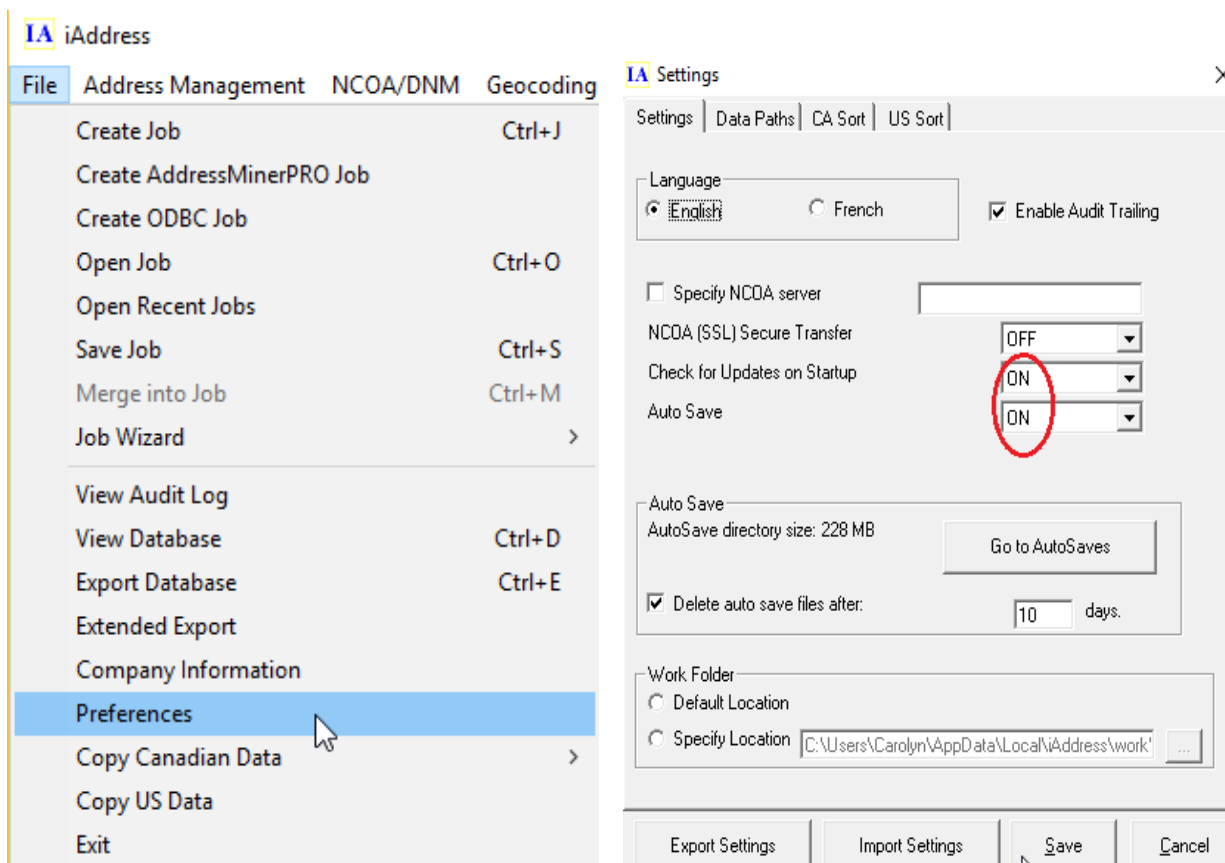 IA iAddress
File Address Management NCOA/DNM Geocoding
Create Job Ctrl+J
Create AddressMinerPRO Job
Create ODBC Job
Open Job Ctrl+O
Open Recent Jobs
Save Job Ctrl+S
Merge into Job Ctrl+M
Job Wizard >
View Audit Log
View Database Ctrl+D
Export Database Ctrl+E
Extended Export
Company Information
Preferences
Copy Canadian Data >
Copy US Data
Exit
IA Settings
Settings Data Paths CA Sort US Sort
Language
English French Enable Audit Trailing
Specify NCOA server
NCOA (SSL) Secure Transfer OFF
Check for Updates on Startup ON
Auto Save ON
Auto Save
AutoSave directory size: 228 MB Go to AutoSaves
Delete auto save files after: 10 days.
Work Folder
Default Location
Specify Location C:\Users\Carolyn\AppData\Local\iAddress\work\ ...
Export Settings Import Settings Save Cancel